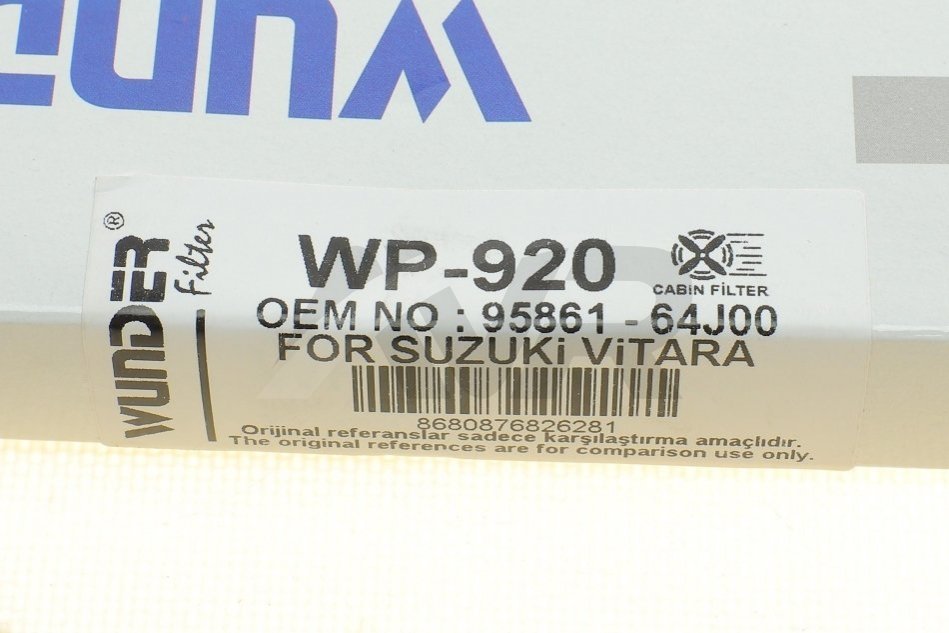 WUNDER®
Filter
WP-920
CABiN FiLTER
OEM NO : 95861 - 64J00
FOR SUZUKi ViTARA
8680876826281
Orijinal referanslar sadece karşılaştırma amaçlıdır.
The original references are for comparison use only.